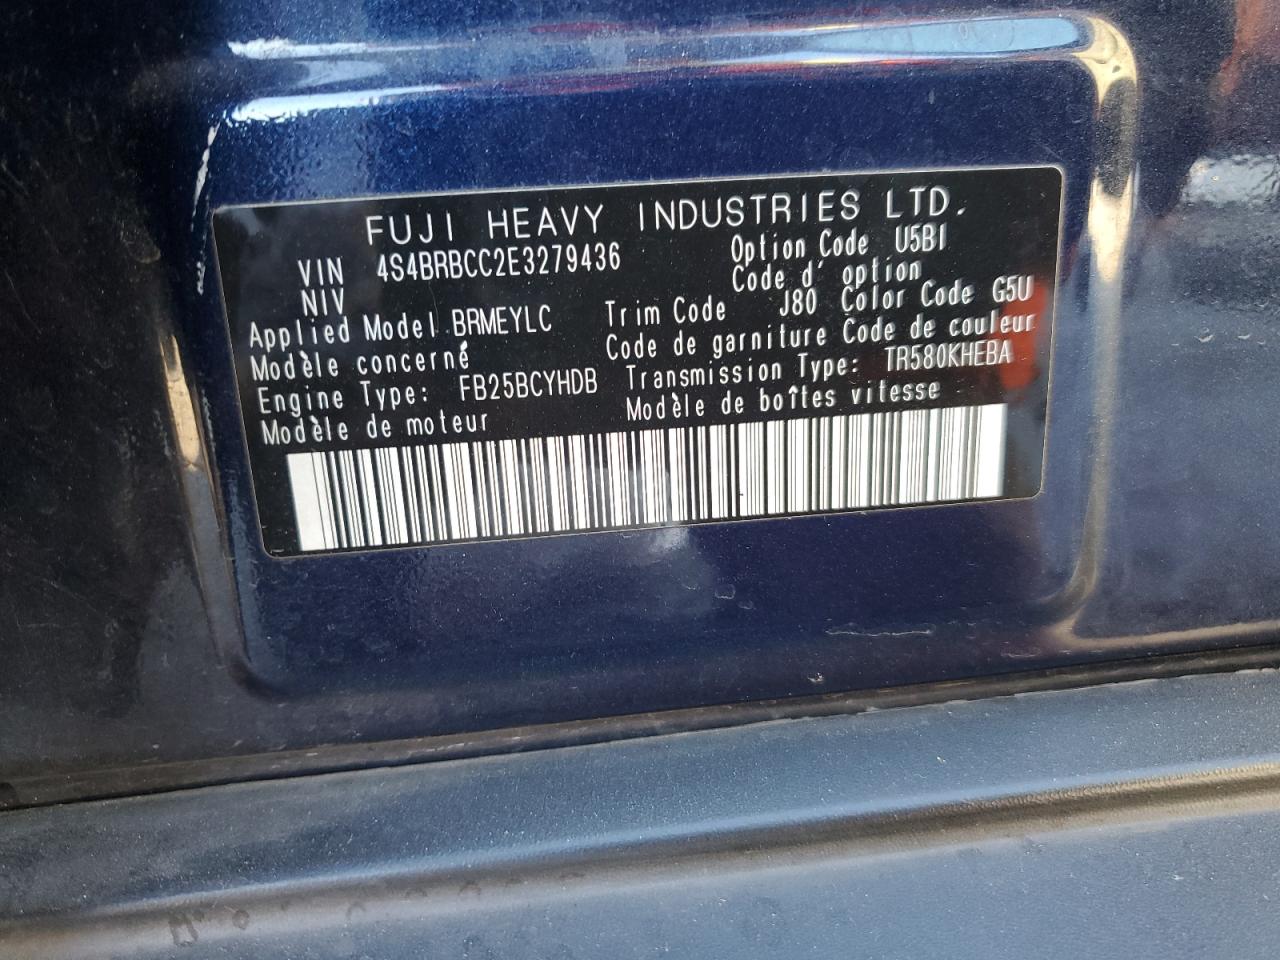 FUJI HEAVY INDUSTRIES LTD.
VIN 4S4BRBCC2E3279436 Option Code U5B1
NIV Code d' option
Applied Model BRMEYLC Trim Code J80 Color Code G5U
Modèle concerné Code de garniture Code de couleur
Engine Type: FB25BCYHDB Transmission Type: TR580KHEBA
Modèle de moteur Modèle de boîtes vitesse